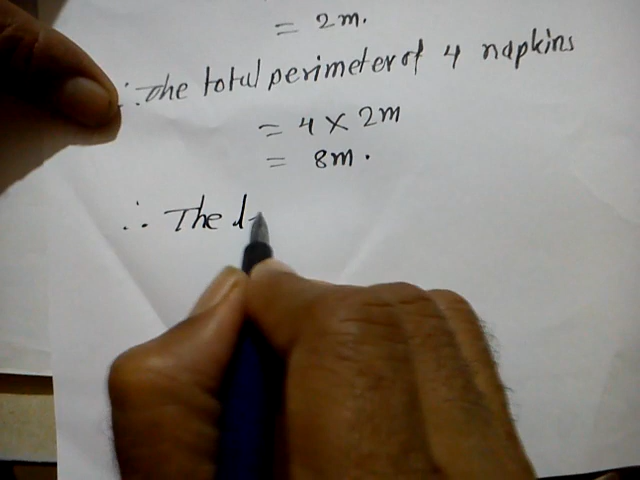 = 2m.
∴ The total perimeter of 4 napkins
= 4 × 2m
= 8m.
∴ The